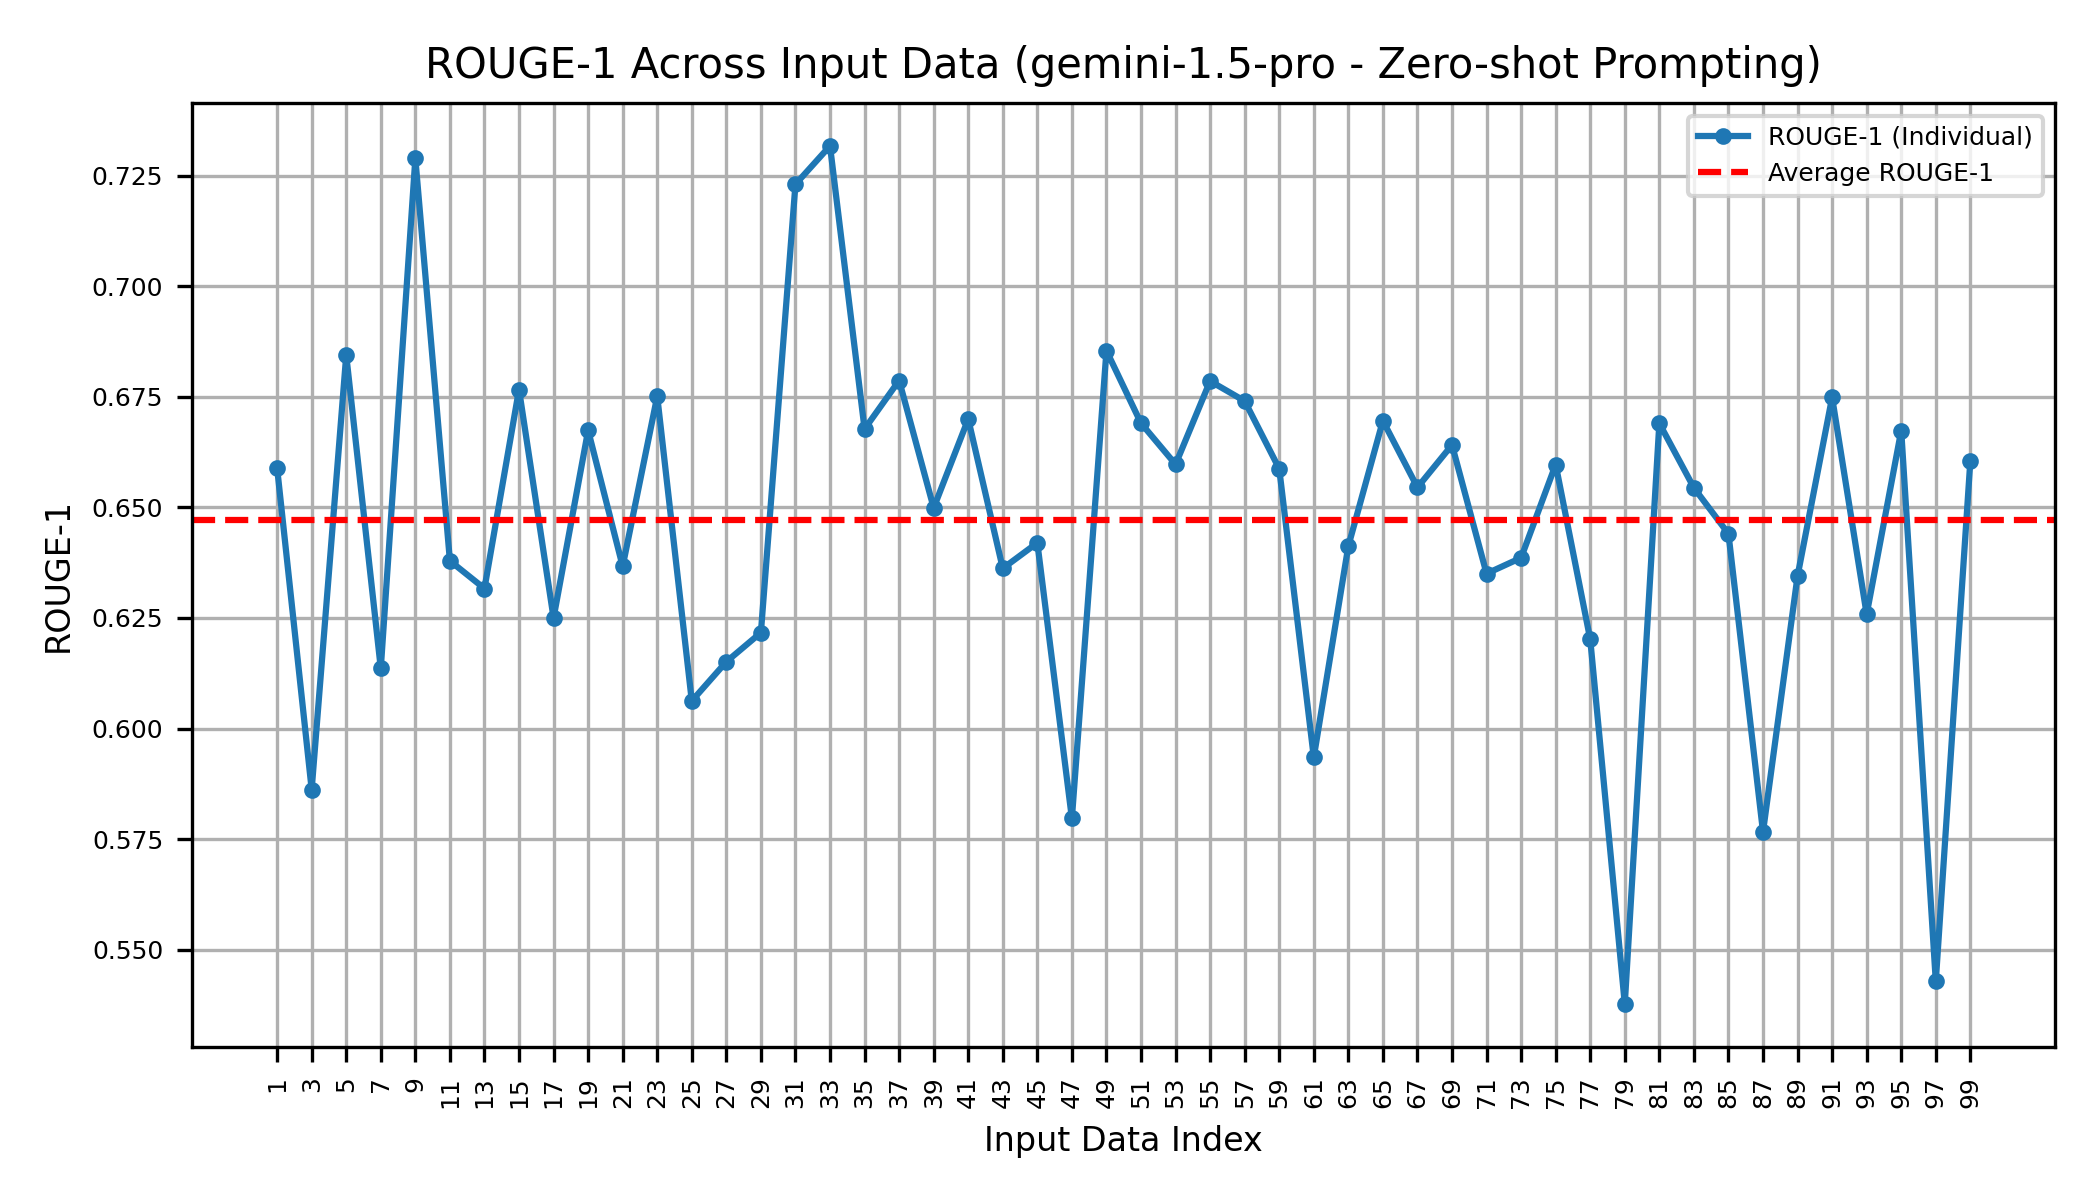 ROUGE-1 Across Input Data (gemini-1.5-pro - Zero-shot Prompting)
ROUGE-1 (Individual)
Average ROUGE-1
0.725
0.700
0.675
0.650
0.625
0.600
0.575
0.550
ROUGE-1
1 3 5 7 9 11 13 15 17 19 21 23 25 27 29 31 33 35 37 39 41 43 45 47 49 51 53 55 57 59 61 63 65 67 69 71 73 75 77 79 81 83 85 87 89 91 93 95 97 99
Input Data Index